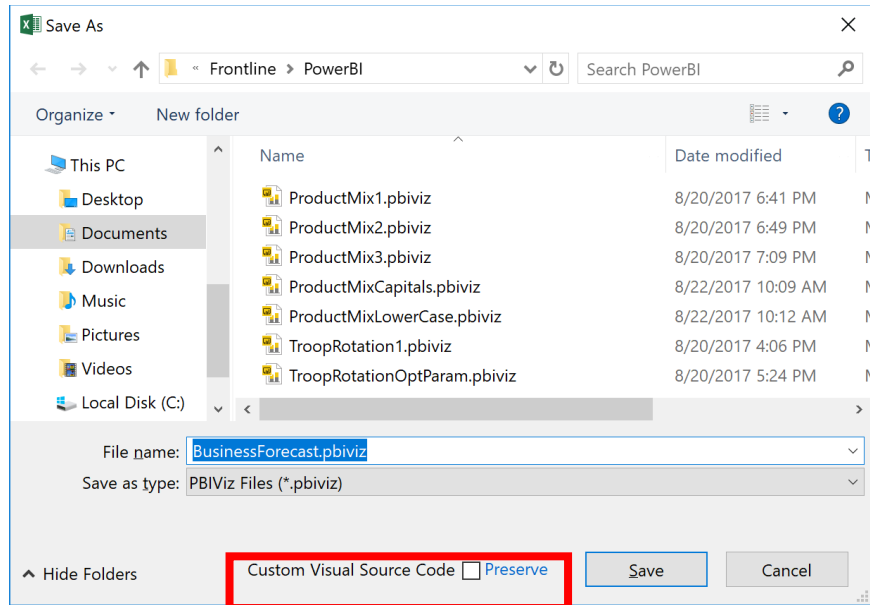 Save As
« Frontline > PowerBI
Search PowerBI
Organize
New folder
?
This PC
Desktop
Documents
Downloads
Music
Pictures
Videos
Local Disk (C:)
Name Date modified T
ProductMix1.pbiviz 8/20/2017 6:41 PM M
ProductMix2.pbiviz 8/20/2017 6:49 PM M
ProductMix3.pbiviz 8/20/2017 7:09 PM M
ProductMixCapitals.pbiviz 8/22/2017 10:09 AM M
ProductMixLowerCase.pbiviz 8/22/2017 10:12 AM M
TroopRotation1.pbiviz 8/20/2017 4:06 PM M
TroopRotationOptParam.pbiviz 8/20/2017 5:24 PM M
File name: BusinessForecast.pbiviz
Save as type: PBIViz Files (*.pbiviz)
Hide Folders
Custom Visual Source Code Preserve
Save
Cancel